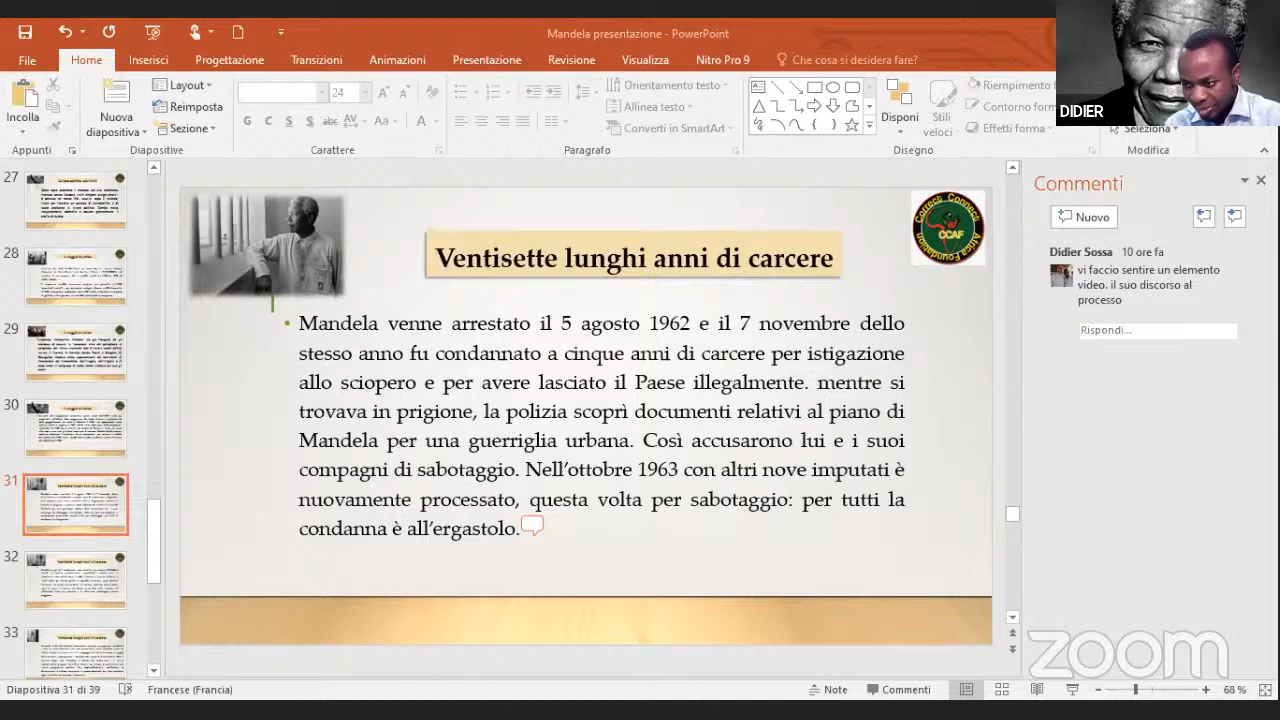 Mandela presentazione - PowerPoint
File Home Inserisci Progettazione Transizioni Animazioni Presentazione Revisione Visualizza Nitro Pro 9 Che cosa si desidera fare?
DIDIER
Incolla
Nuova
diapositiva
Layout
Reimposta
Sezione
24
G C S S abc AV Aa A
Orientamento testo
Allinea testo
Converti in SmartArt
Disponi
Stili
veloci
Riempimento
Contorno form
Effetti forma
Seleziona
Appunti Diapositive Carattere Paragrafo Disegno Modifica
27
28
29
30
31
32
33
Correct Connect
Africa Foundation
CCAF
Ventisette lunghi anni di carcere
• Mandela venne arrestato il 5 agosto 1962 e il 7 novembre dello
stesso anno fu condannato a cinque anni di carcere per istigazione
allo sciopero e per avere lasciato il Paese illegalmente. mentre si
trovava in prigione, la polizia scoprì documenti relativi al piano di
Mandela per una guerriglia urbana. Così accusarono lui e i suoi
compagni di sabotaggio. Nell'ottobre 1963 con altri nove imputati è
nuovamente processato, questa volta per sabotaggio: per tutti la
condanna è all'ergastolo.
Commenti
Nuovo
Didier Sossa 10 ore fa
vi faccio sentire un elemento
video. il suo discorso al
processo
Rispondi...
zoom
Diapositiva 31 di 39 Francese (Francia) Note Commenti 68 %